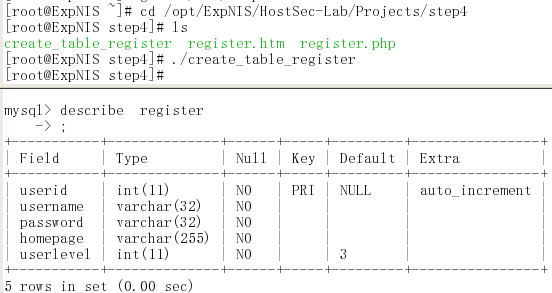 [root@ExpNIS ~]# cd /opt/ExpNIS/HostSec-Lab/Projects/step4
[root@ExpNIS step4]# ls
create_table_register  register.htm  register.php
[root@ExpNIS step4]# ./create_table_register
[root@ExpNIS step4]#
mysql> describe  register
    -> ;
+----------+--------------+------+-----+---------+----------------+
| Field    | Type         | Null | Key | Default | Extra          |
+----------+--------------+------+-----+---------+----------------+
| userid   | int(11)      | NO   | PRI | NULL    | auto_increment |
| username | varchar(32)  | NO   |     |         |                |
| password | varchar(32)  | NO   |     |         |                |
| homepage | varchar(255) | NO   |     |         |                |
| userlevel | int(11)      | NO   |     | 3       |                |
+----------+--------------+------+-----+---------+----------------+
5 rows in set (0.00 sec)